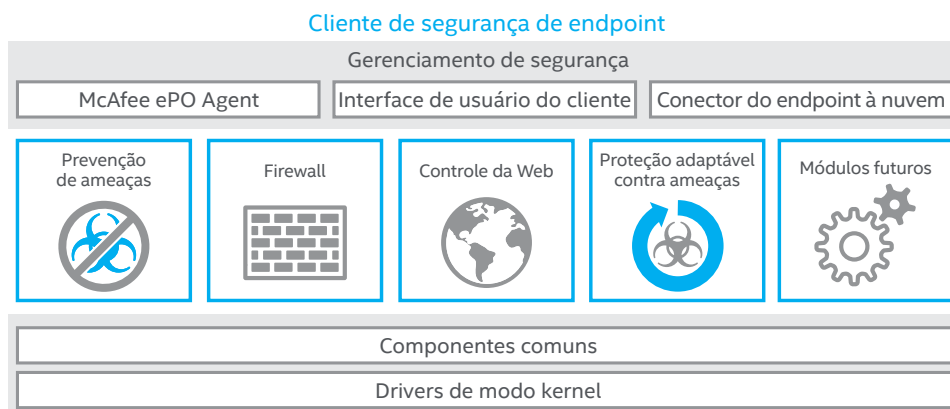 Cliente de segurança de endpoint
Gerenciamento de segurança
McAfee ePO Agent
Interface de usuário do cliente
Conector do endpoint à nuvem
Prevenção
de ameaças
Firewall
Controle da Web
Proteção adaptável
contra ameaças
Módulos futuros
Componentes comuns
Drivers de modo kernel